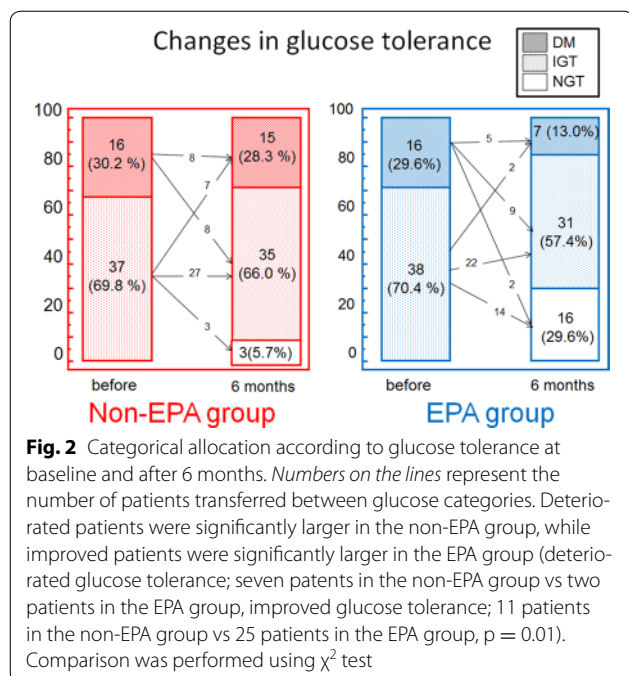 Changes in glucose tolerance
DM
IGT
NGT
100
80
60
40
20
0
16
(30.2 %)
37
(69.8 %)
8
7
8
27
3
15
(28.3 %)
35
(66.0 %)
3(5.7%)
before
6 months
Non-EPA group
100
80
60
40
20
0
16
(29.6%)
38
(70.4 %)
5
2
9
22
2
14
7 (13.0%)
31
(57.4%)
16
(29.6%)
before
6 months
EPA group
Fig. 2 Categorical allocation according to glucose tolerance at
baseline and after 6 months. Numbers on the lines represent the
number of patients transferred between glucose categories. Deterio-
rated patients were significantly larger in the non-EPA group, while
improved patients were significantly larger in the EPA group (deterio-
rated glucose tolerance; seven patents in the non-EPA group vs two
patients in the EPA group, improved glucose tolerance; 11 patients
in the non-EPA group vs 25 patients in the EPA group, p = 0.01).
Comparison was performed using χ² test